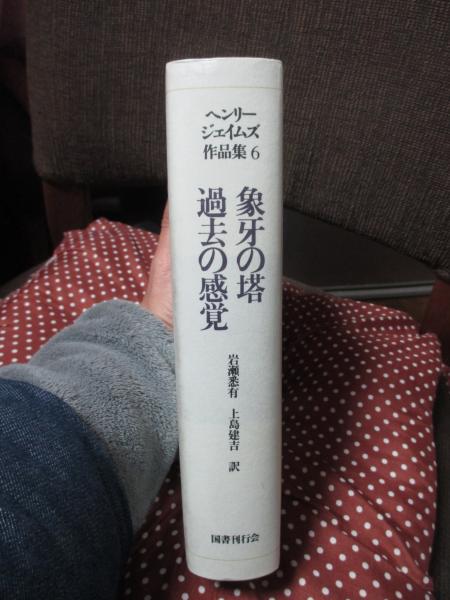 ヘンリー
ジェイムズ
作品集 6
象牙の塔
過去の感覚
岩瀬悉有 上島建吉 訳
国書刊行会